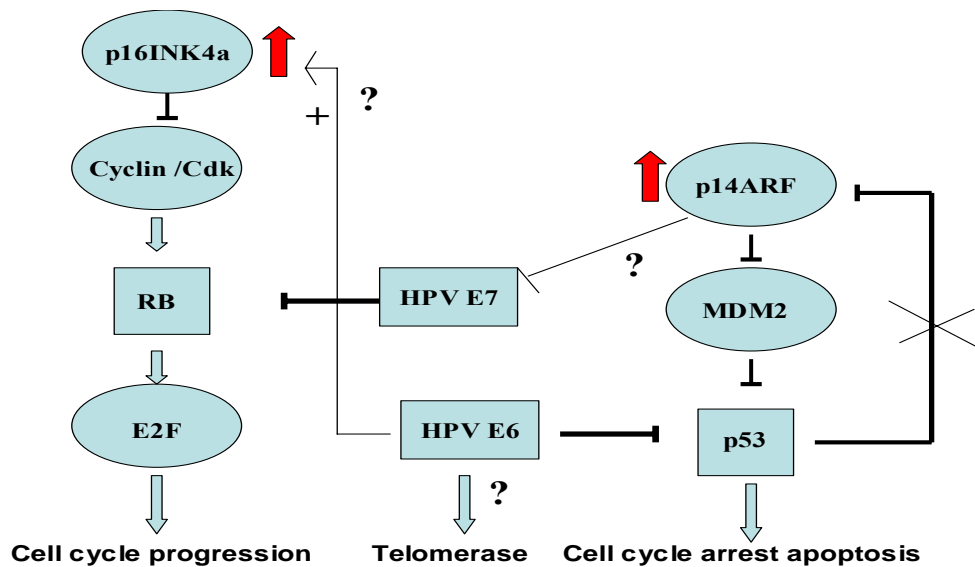 p16INK4a
?
+
Cyclin /Cdk
p14ARF
?
RB
HPV E7
MDM2
E2F
HPV E6
p53
?
Cell cycle progression
Telomerase
Cell cycle arrest apoptosis